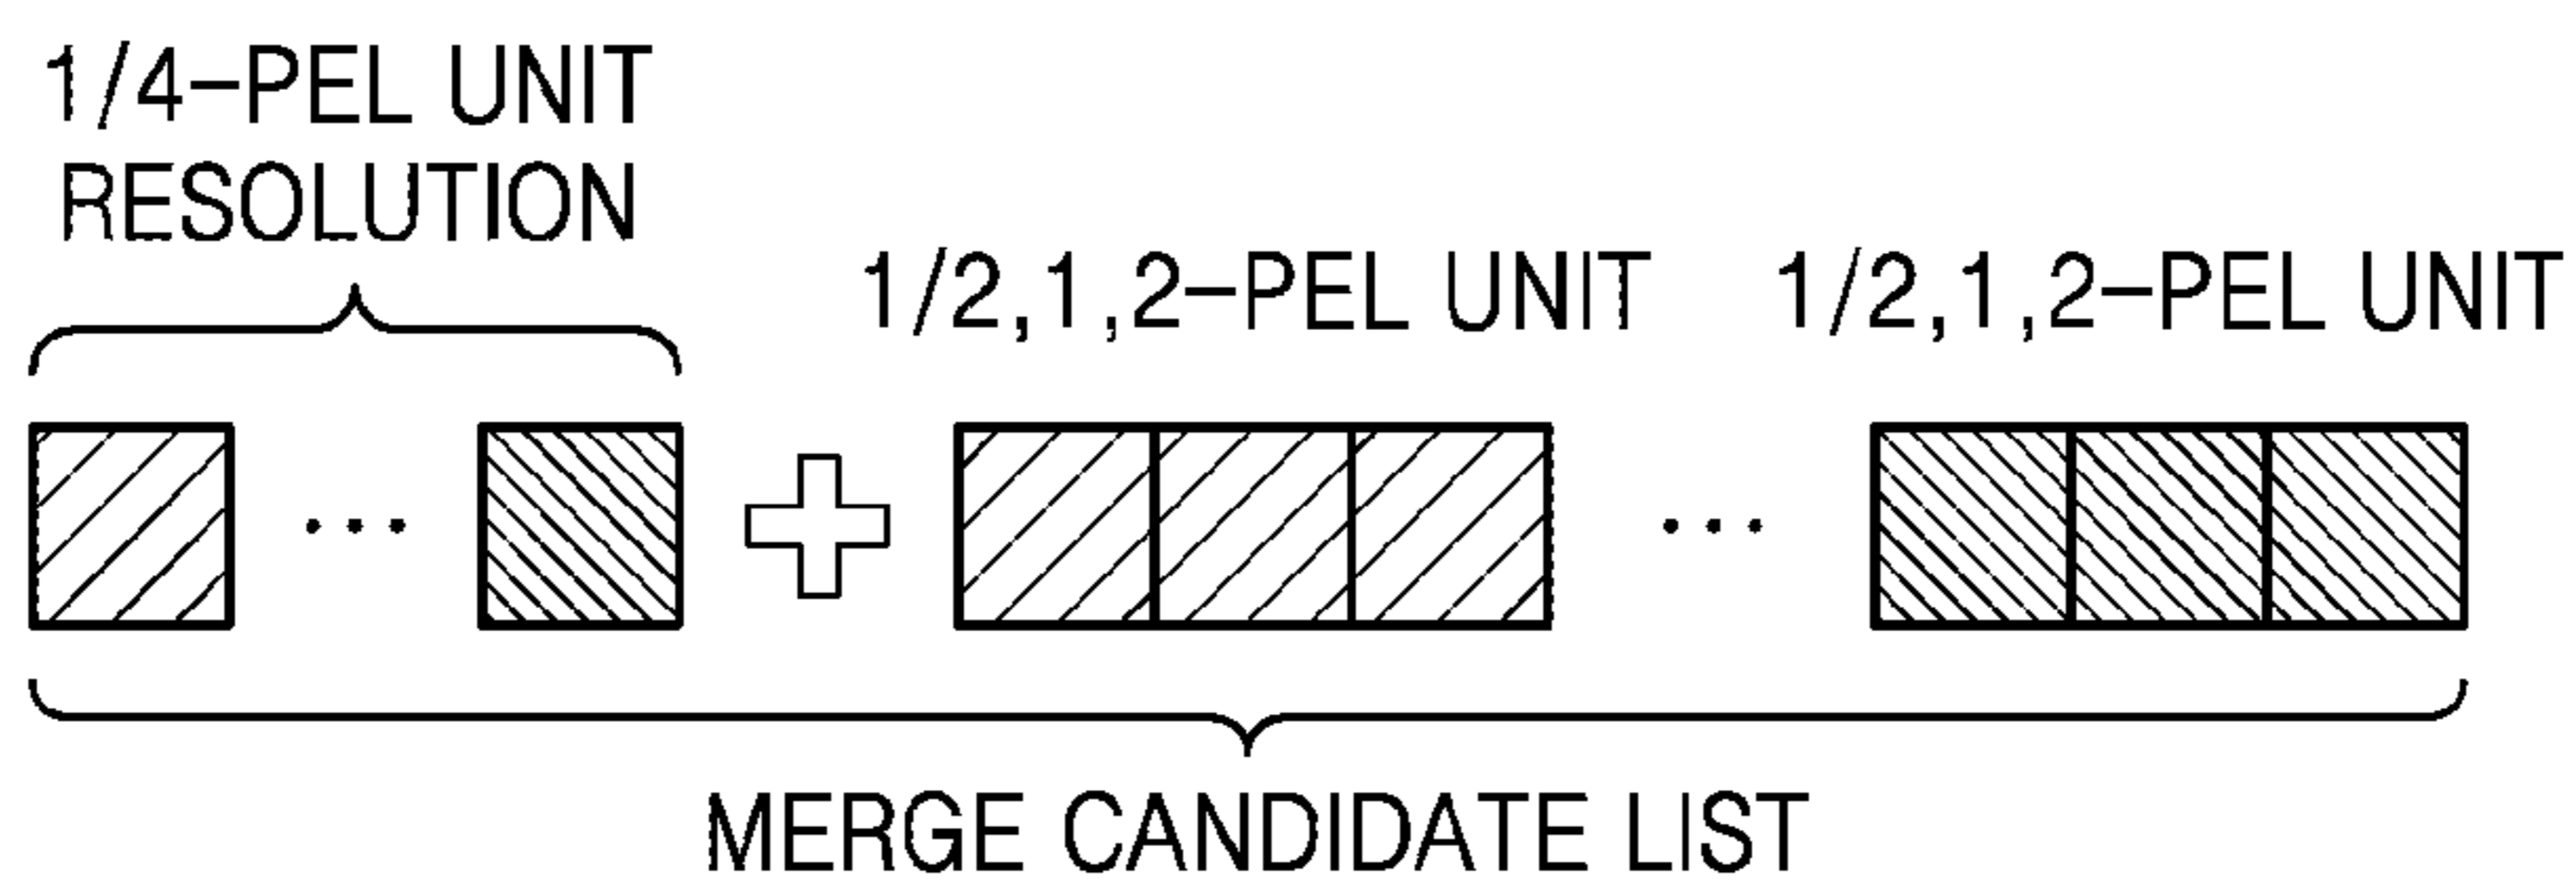 1/4-PEL UNIT
RESOLUTION
1/2,1,2-PEL UNIT
1/2,1,2-PEL UNIT
MERGE CANDIDATE LIST